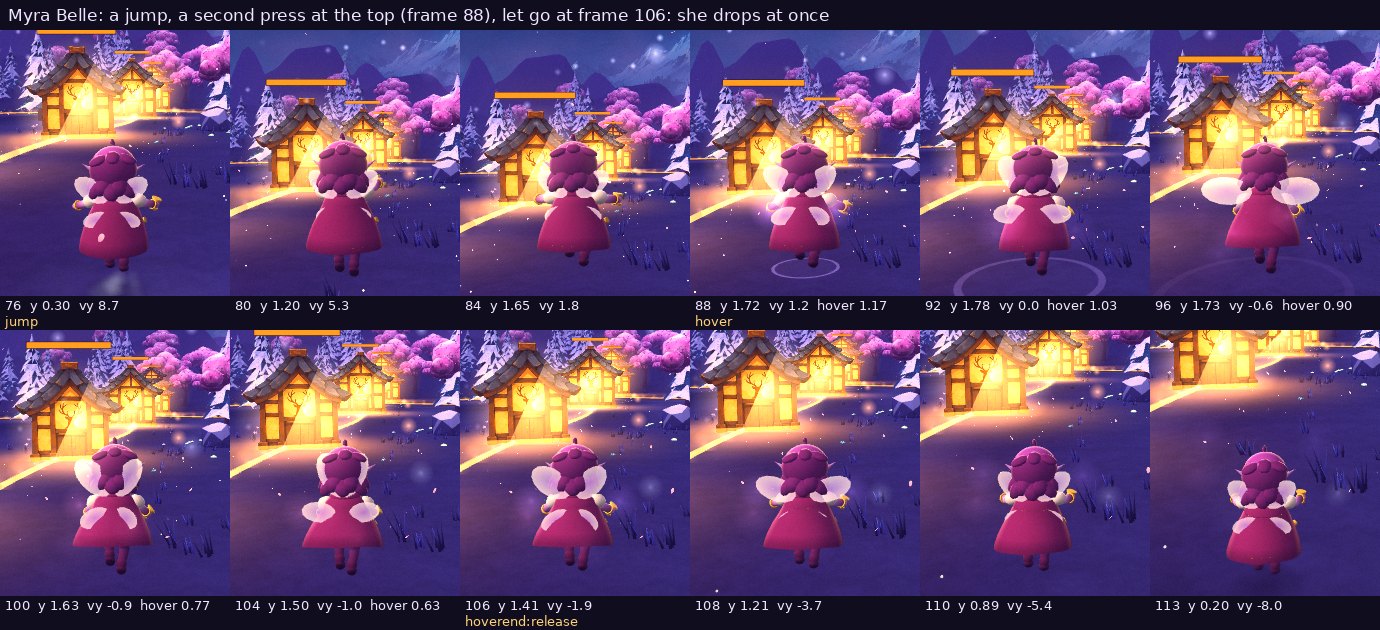 Myra Belle: a jump, a second press at the top (frame 88), let go at frame 106: she drops at once
76  y 0.30  vy 8.7
80  y 1.20  vy 5.3
84  y 1.65  vy 1.8
88  y 1.72  vy 1.2  hover 1.17
92  y 1.78  vy 0.0  hover 1.03
96  y 1.73  vy -0.6  hover 0.90
jump
hover
100  y 1.63  vy -0.9  hover 0.77
104  y 1.50  vy -1.0  hover 0.63
106  y 1.41  vy -1.9
108  y 1.21  vy -3.7
110  y 0.89  vy -5.4
113  y 0.20  vy -8.0
hoverend:release